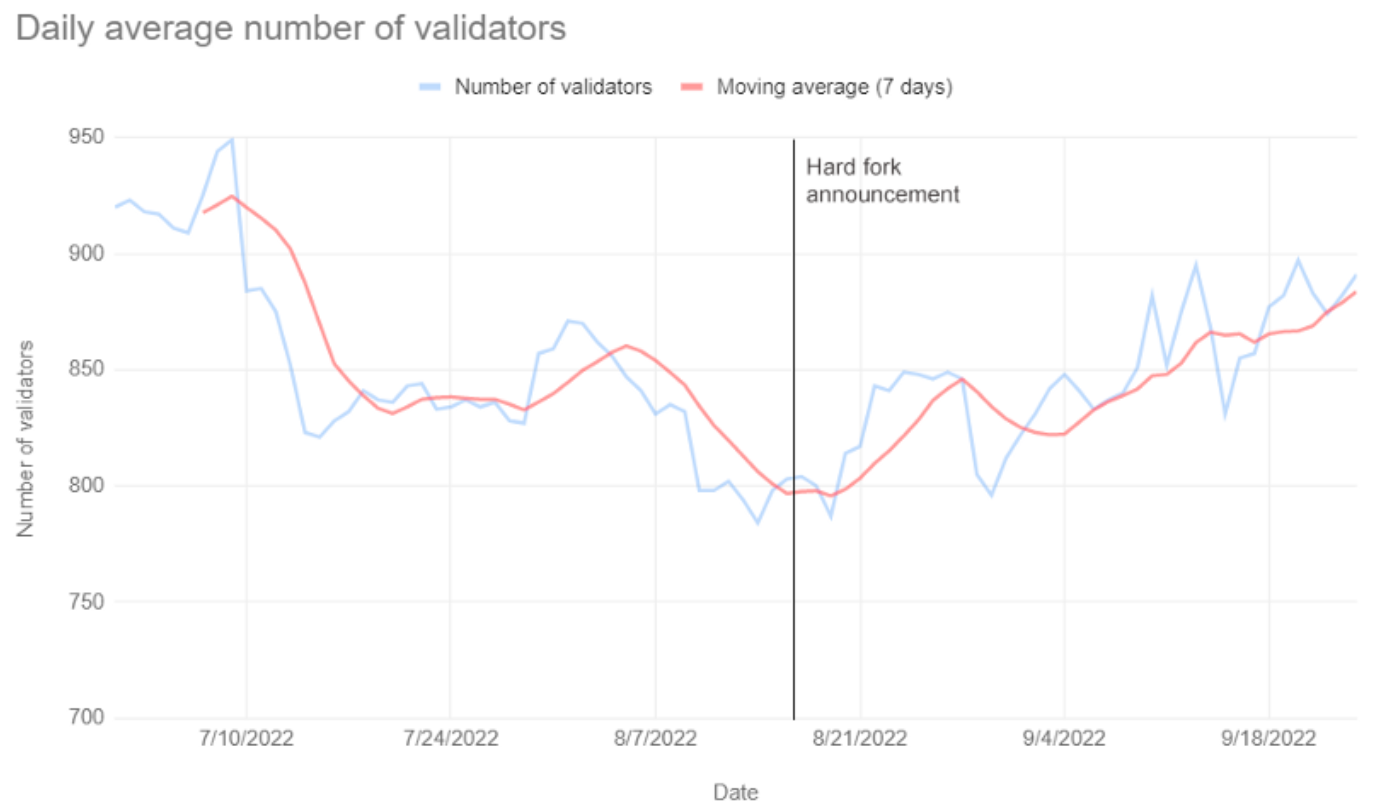 Daily average number of validators
Number of validators
Moving average (7 days)
950
900
850
800
750
700
Number of validators
Hard fork
announcement
7/10/2022
7/24/2022
8/7/2022
8/21/2022
9/4/2022
9/18/2022
Date